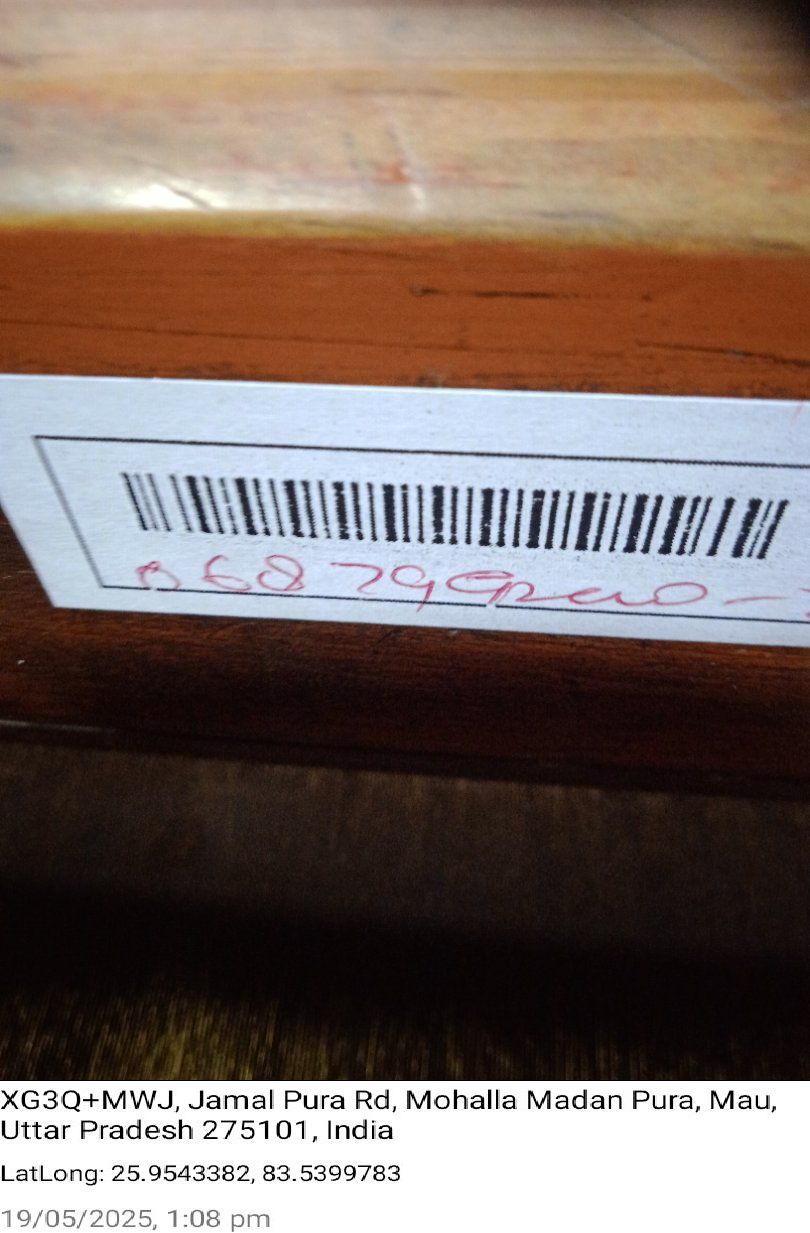 6879
XG3Q+MWJ, Jamal Pura Rd, Mohalla Madan Pura, Mau,
Uttar Pradesh 275101, India
LatLong: 25.9543382, 83.5399783
19/05/2025, 1:08 pm